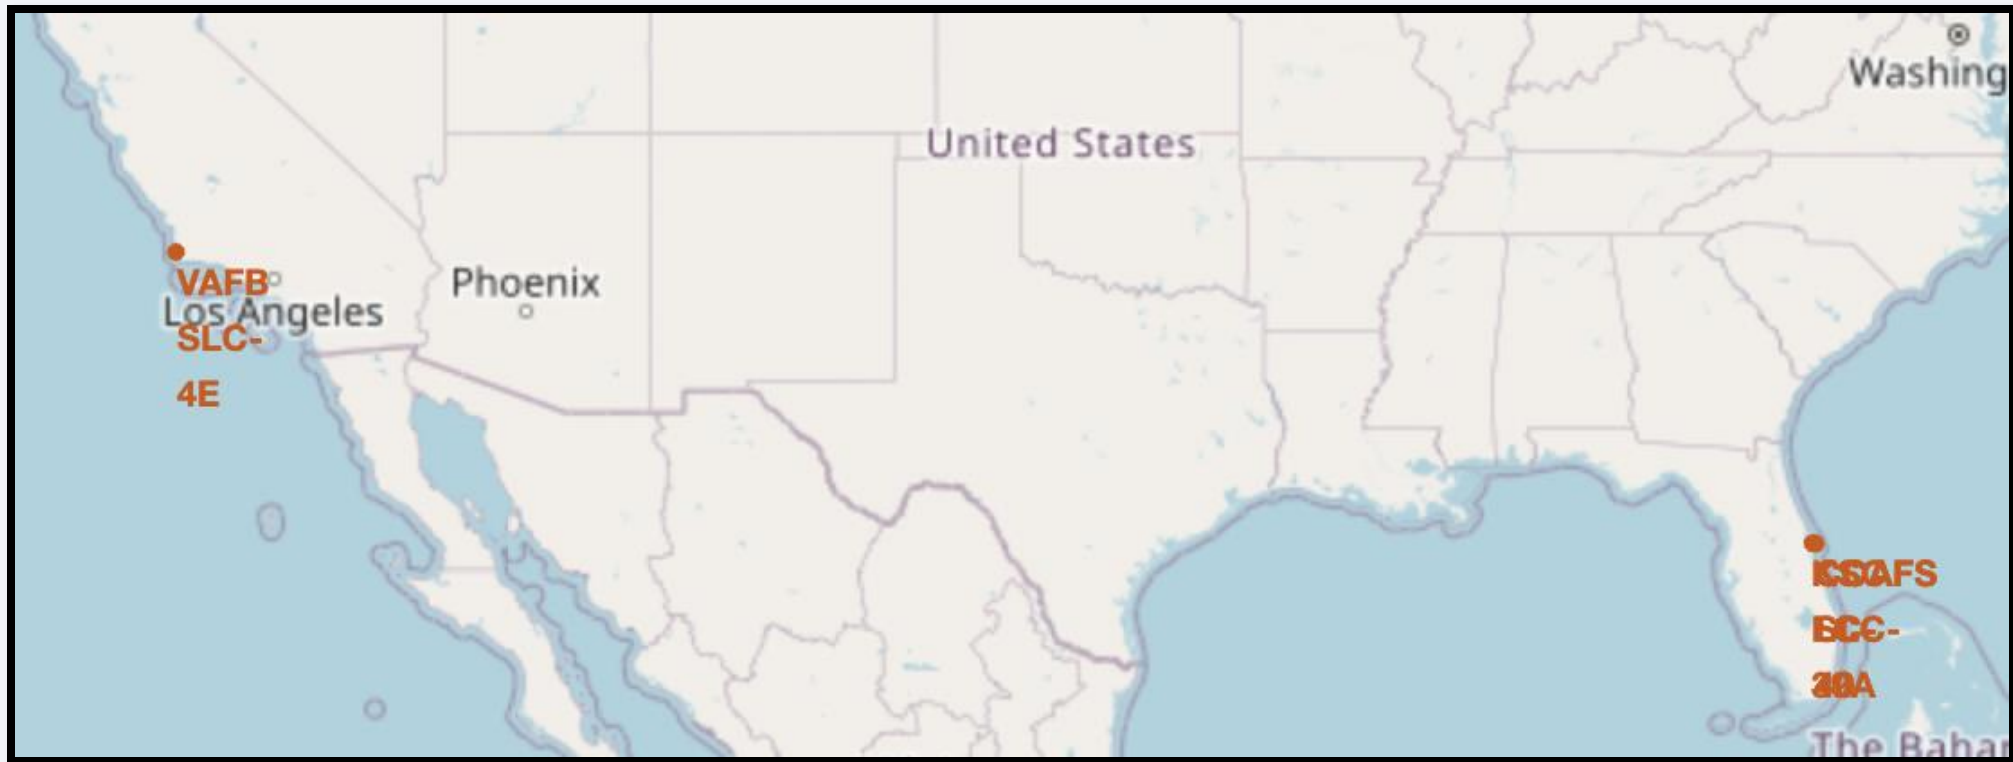 Washing
United States
VAFB
SLC-
4E
Los Angeles
Phoenix
The Bahar